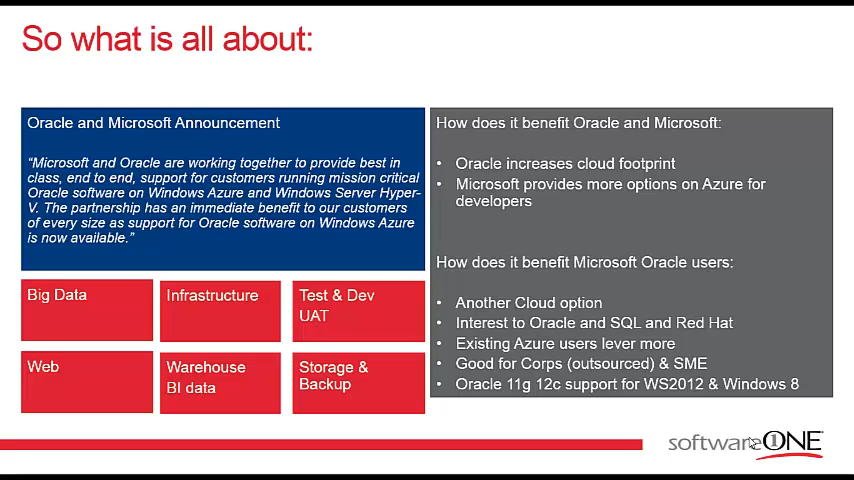 So what is all about:
Oracle and Microsoft Announcement
“Microsoft and Oracle are working together to provide best in
class, end to end, support for customers running mission critical
Oracle software on Windows Azure and Windows Server Hyper-
V. The partnership has an immediate benefit to our customers
of every size as support for Oracle software on Windows Azure
is now available.”
Big Data
Infrastructure
Test & Dev
UAT
Web
Warehouse
BI data
Storage &
Backup
How does it benefit Oracle and Microsoft:
• Oracle increases cloud footprint
• Microsoft provides more options on Azure for
developers
How does it benefit Microsoft Oracle users:
• Another Cloud option
• Interest to Oracle and SQL and Red Hat
• Existing Azure users lever more
• Good for Corps (outsourced) & SME
• Oracle 11g 12c support for WS2012 & Windows 8
softwareONE